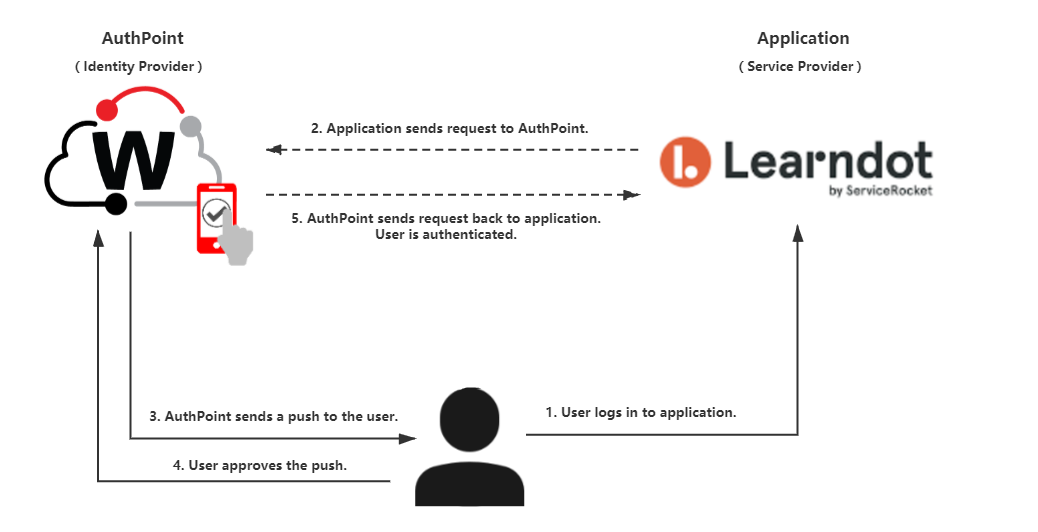 AuthPoint
( Identity Provider )
Application
( Service Provider )
W
2. Application sends request to AuthPoint.
Learndot
by ServiceRocket
5. AuthPoint sends request back to application.
User is authenticated.
3. AuthPoint sends a push to the user.
1. User logs in to application.
4. User approves the push.